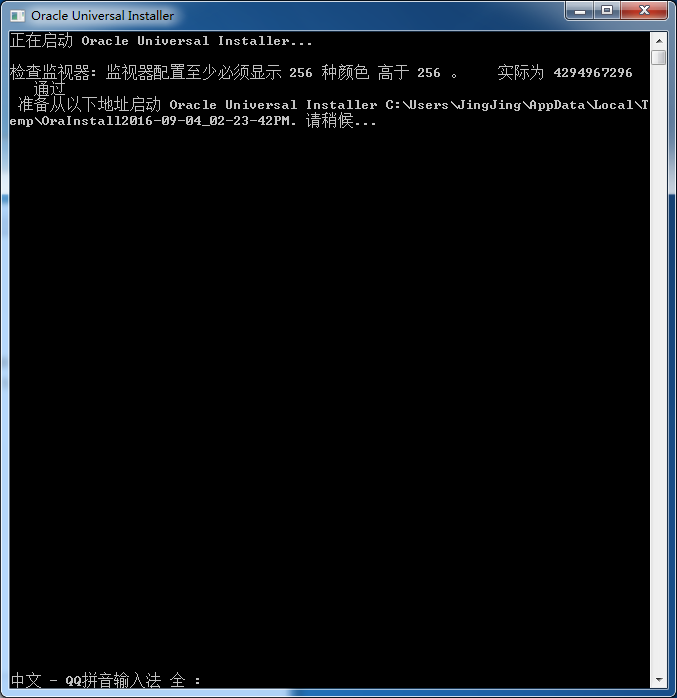 Oracle Universal Installer
正在启动 Oracle Universal Installer...
检查监视器: 监视器配置至少必须显示 256 种颜色 高于 256 。    实际为 4294967296
通过
准备从以下地址启动 Oracle Universal Installer C:\Users\JingJing\AppData\Local\T
emp\OraInstall2016-09-04_02-23-42PM. 请稍候...
中文 - QQ拼音输入法 全 :